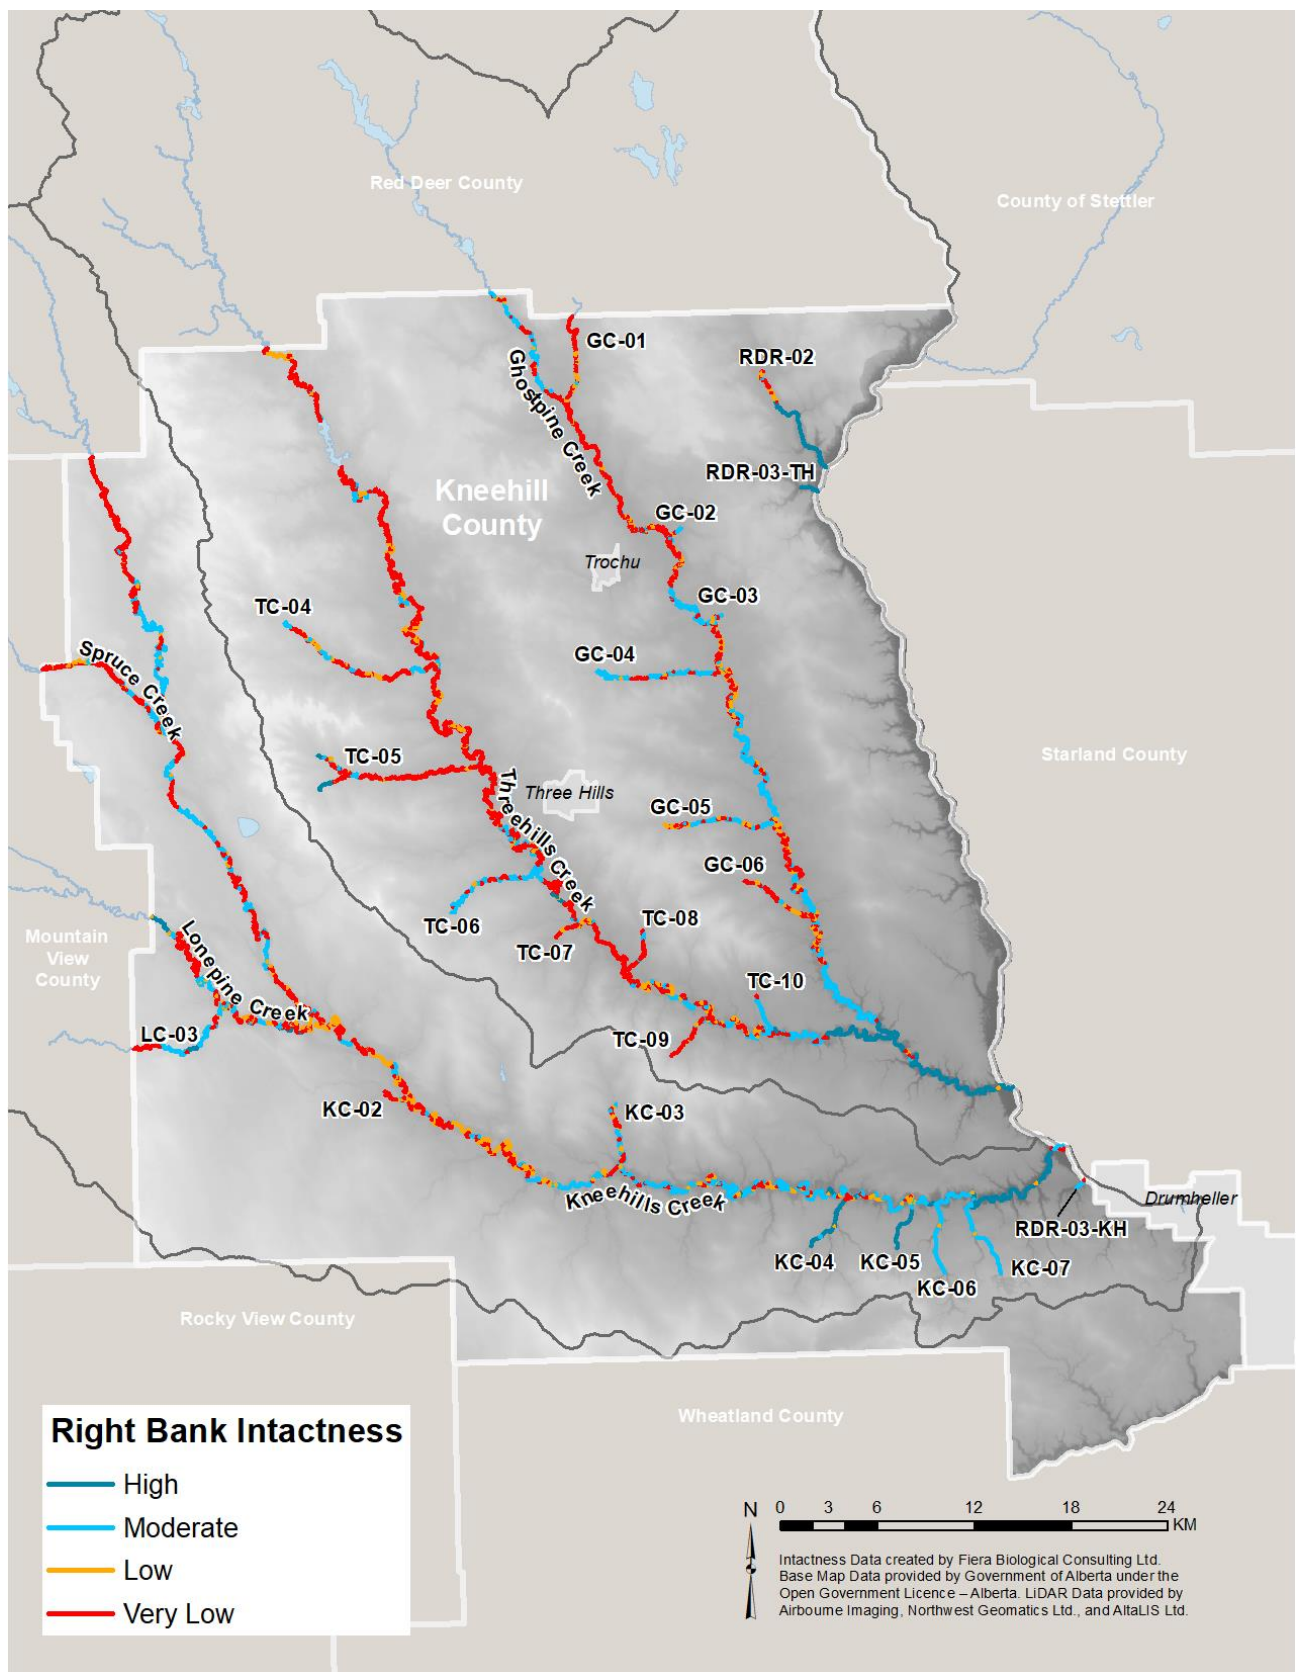 Red Deer County
County of Stettler
GC-01
RDR-02
Ghostpine Creek
RDR-03-TH
Kneehill
County
GC-02
Trochu
GC-03
TC-04
GC-04
Spruce Creek
TC-05
Starland County
Threehills Creek
Three Hills
GC-05
GC-06
TC-06
TC-07
TC-08
Mountain
View
County
Lonepine Creek
TC-10
LC-03
TC-09
KC-02
KC-03
Kneehills Creek
Drumheller
RDR-03-KH
KC-04
KC-05
KC-06
KC-07
Rocky View County
Wheatland County
Right Bank Intactness
High
Moderate
Low
Very Low
N
0 3 6 12 18 24
KM
Intactness Data created by Fiera Biological Consulting Ltd.
Base Map Data provided by Government of Alberta under the
Open Government Licence – Alberta. LiDAR Data provided by
Airbourne Imaging, Northwest Geomatics Ltd., and AltaLIS Ltd.